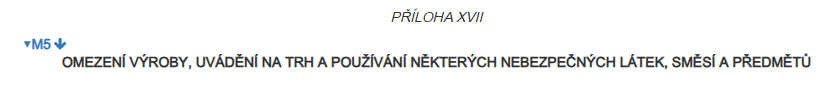 PŘÍLOHA XVII
▼M5 🡻
OMEZENÍ VÝROBY, UVÁDĚNÍ NA TRH A POUŽÍVÁNÍ NĚKTERÝCH NEBEZPEČNÝCH LÁTEK, SMĚSÍ A PŘEDMĚTŮ